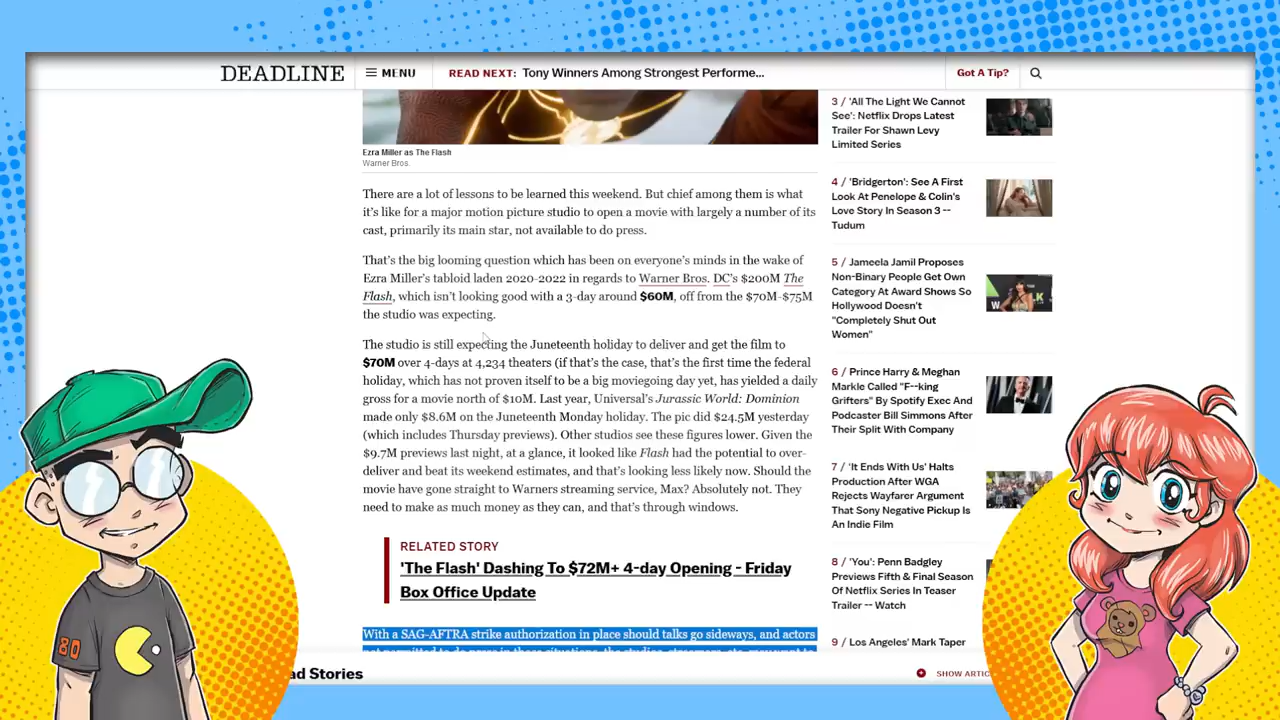 DEADLINE
MENU
READ NEXT: Tony Winners Among Strongest Performe...
Got A Tip?
Ezra Miller as The Flash
Warner Bros.
There are a lot of lessons to be learned this weekend. But chief among them is what
it's like for a major motion picture studio to open a movie with largely a number of its
cast, primarily its main star, not available to do press.
That's the big looming question which has been on everyone's minds in the wake of
Ezra Miller's tabloid laden 2020-2022 in regards to Warner Bros. DC's $200M The
Flash, which isn't looking good with a 3-day around $60M, off from the $70M-$75M
the studio was expecting.
The studio is still expecting the Juneteenth holiday to deliver and get the film to
$70M over 4-days at 4,234 theaters (if that's the case, that's the first time the federal
holiday, which has not proven itself to be a big moviegoing day yet, has yielded a daily
gross for a movie north of $10M. Last year, Universal's Jurassic World: Dominion
made only $8.6M on the Juneteenth Monday holiday. The pic did $24.5M yesterday
(which includes Thursday previews). Other studios see these figures lower. Given the
$9.7M previews last night, at a glance, it looked like Flash had the potential to over-
deliver and beat its weekend estimates, and that's looking less likely now. Should the
movie have gone straight to Warners streaming service, Max? Absolutely not. They
need to make as much money as they can, and that's through windows.
RELATED STORY
'The Flash' Dashing To $72M+ 4-day Opening - Friday
Box Office Update
With a SAG-AFTRA strike authorization in place should talks go sideways, and actors
3 / 'All The Light We Cannot
See': Netflix Drops Latest
Trailer For Shawn Levy
Limited Series
4 / 'Bridgerton': See A First
Look At Penelope & Colin's
Love Story In Season 3 --
Tudum
5 / Jameela Jamil Proposes
Non-Binary People Get Own
Category At Award Shows So
Hollywood Doesn't
"Completely Shut Out
Women"
6 / Prince Harry & Meghan
Markle Called "F--king
Grifters" By Spotify Exec And
Podcaster Bill Simmons After
Their Split With Company
7 / 'It Ends With Us' Halts
Production After WGA
Rejects Wayfarer Argument
That Sony Negative Pickup Is
An Indie Film
8 / 'You': Penn Badgley
Previews Fifth & Final Season
Of Netflix Series In Teaser
Trailer -- Watch
9 / Los Angeles' Mark Taper
ad Stories
SHOW ARTIC
80